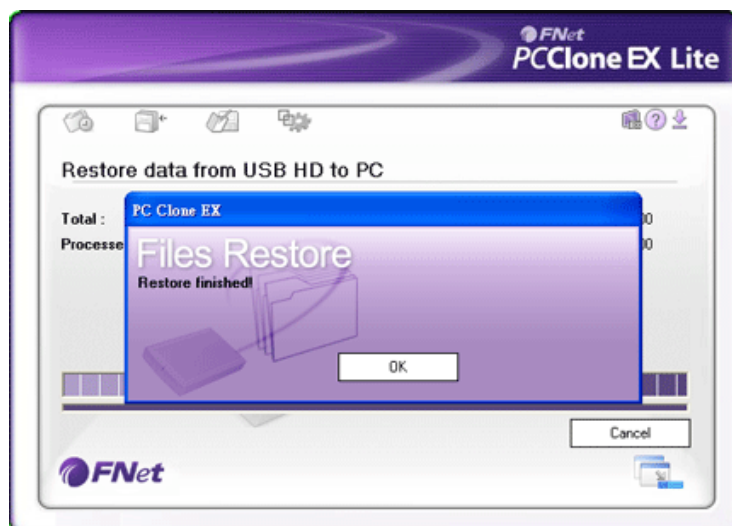 FNet
PCClone EX Lite
Restore data from USB HD to PC
Total :
PC Clone EX
Files Restore
Restore finished!
OK
Cancel
FNet